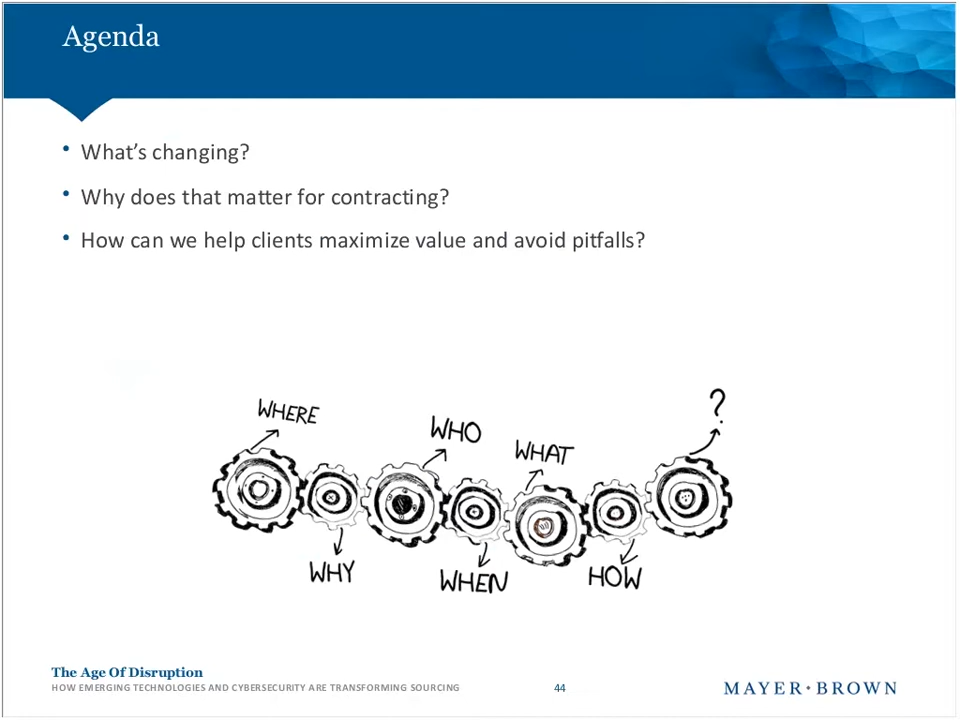 Agenda
• What's changing?
• Why does that matter for contracting?
• How can we help clients maximize value and avoid pitfalls?
WHERE
WHO
WHAT
?
WHY
WHEN
HOW
The Age Of Disruption
HOW EMERGING TECHNOLOGIES AND CYBERSECURITY ARE TRANSFORMING SOURCING
44
MAYER•BROWN